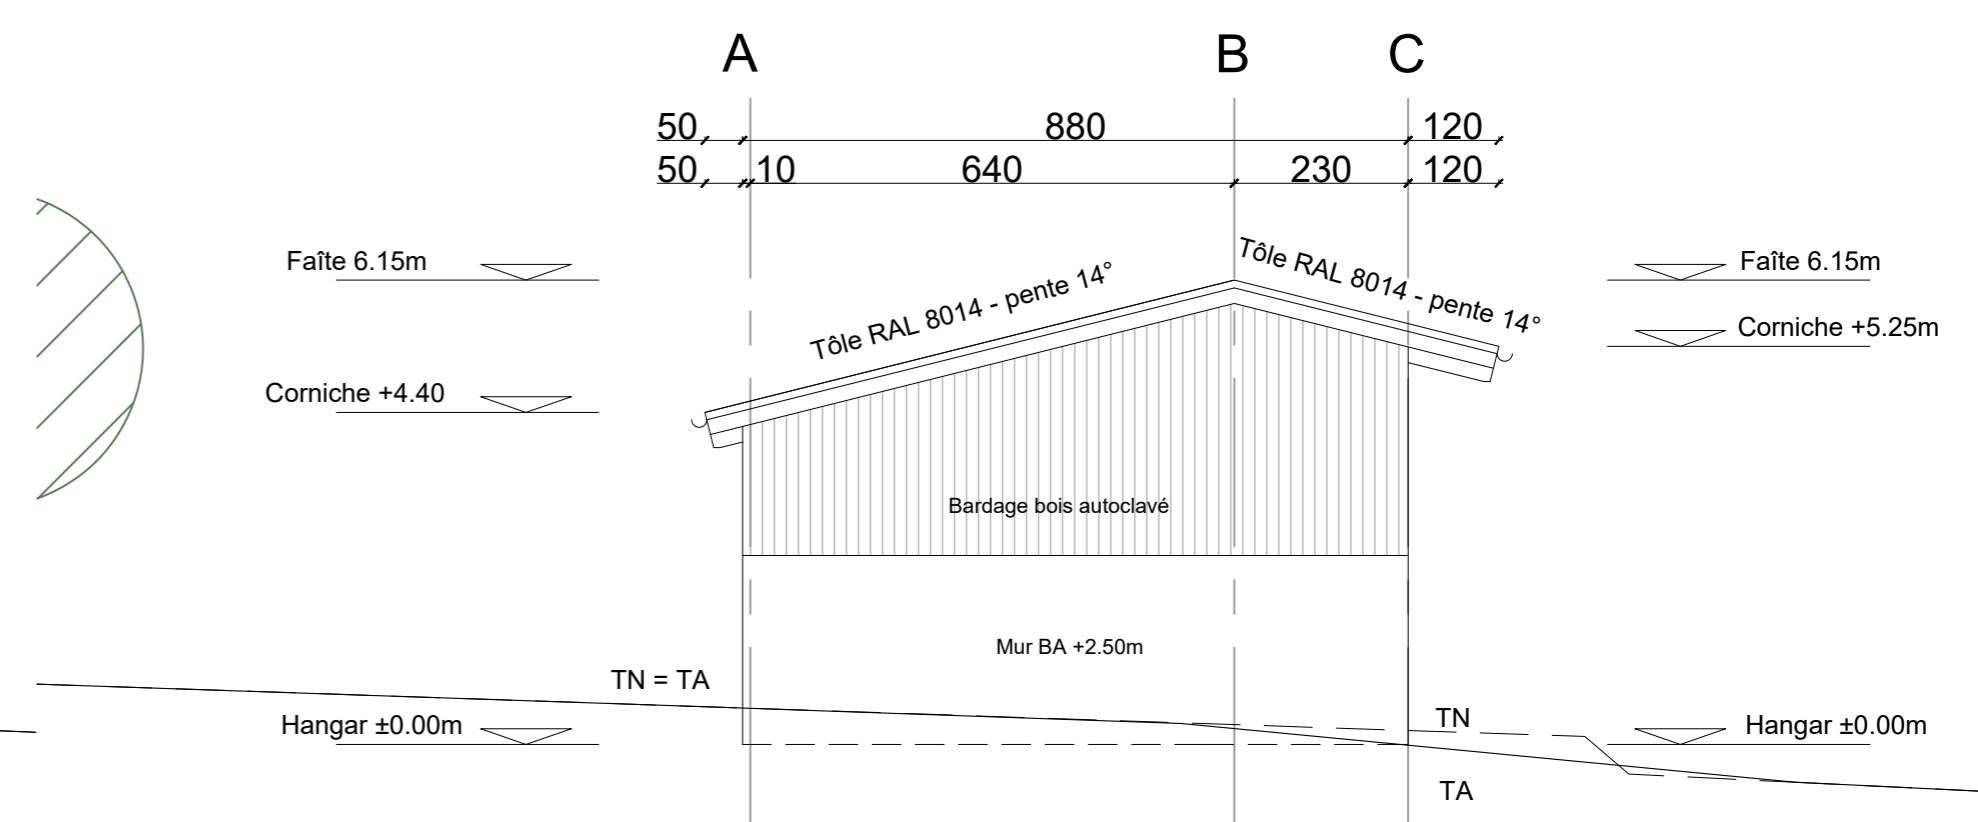 A B C
50 880 120
50 10 640 230 120
Tôle RAL 8014 - pente 14°
Tôle RAL 8014 - pente 14°
Faîte 6.15m
Faîte 6.15m
Corniche +5.25m
Corniche +4.40
Bardage bois autoclavé
Mur BA +2.50m
TN = TA
TN
Hangar ±0.00m
Hangar ±0.00m
TA